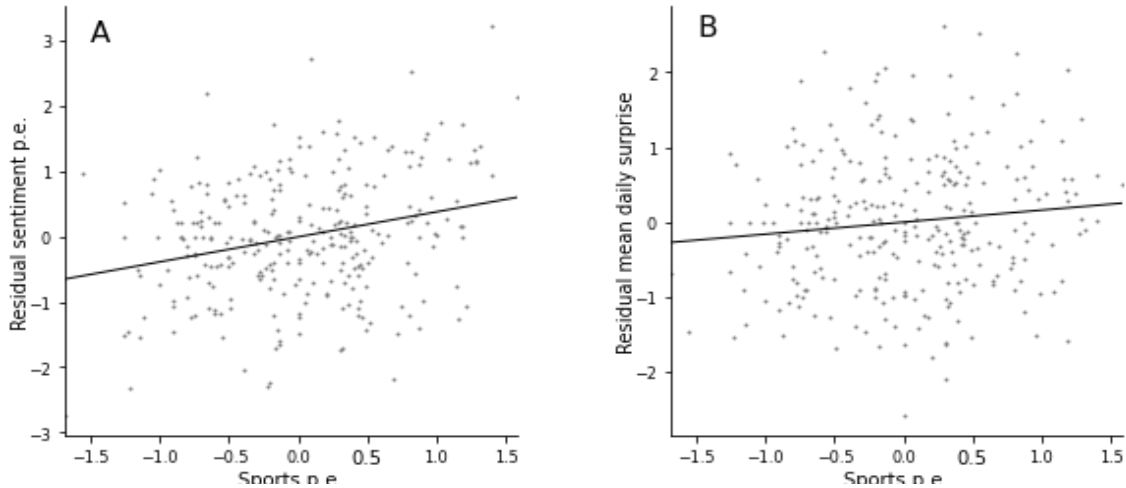 A
Residual sentiment p.e.
3
2
1
0
−1
−2
−3
−1.5 −1.0 −0.5 0.0 0.5 1.0 1.5
Sports p.e.
B
Residual mean daily surprise
2
1
0
−1
−2
−1.5 −1.0 −0.5 0.0 0.5 1.0 1.5
Sports p.e.